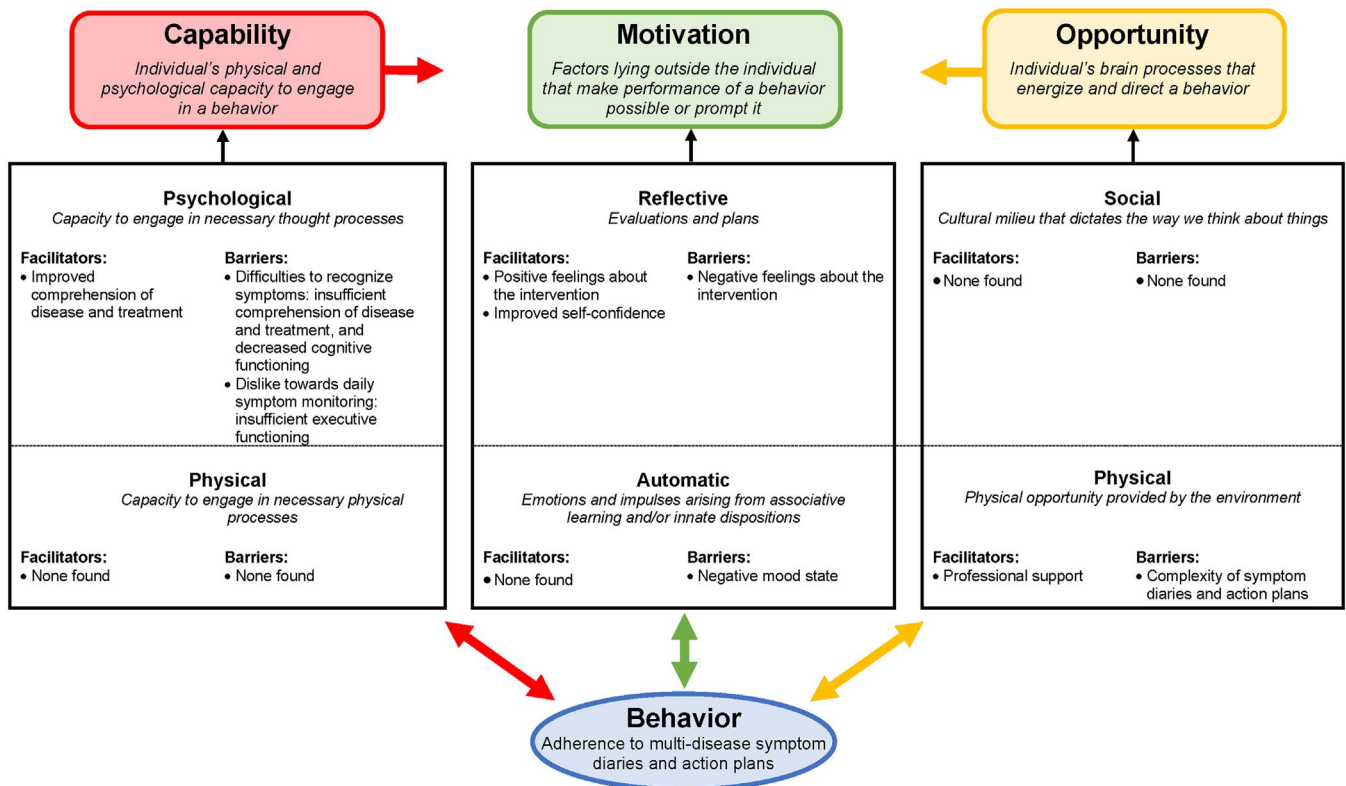 Capability
Individual's physical and
psychological capacity to engage
in a behavior
Motivation
Factors lying outside the individual
that make performance of a behavior
possible or prompt it
Opportunity
Individual's brain processes that
energize and direct a behavior
Psychological
Capacity to engage in necessary thought processes
Facilitators:
• Improved
comprehension of
disease and treatment
Barriers:
• Difficulties to recognize
symptoms: insufficient
comprehension of disease
and treatment, and
decreased cognitive
functioning
• Dislike towards daily
symptom monitoring:
insufficient executive
functioning
Physical
Capacity to engage in necessary physical
processes
Facilitators:
• None found
Barriers:
• None found
Reflective
Evaluations and plans
Facilitators:
• Positive feelings about
the intervention
• Improved self-confidence
Barriers:
• Negative feelings about the
intervention
Automatic
Emotions and impulses arising from associative
learning and/or innate dispositions
Facilitators:
• None found
Barriers:
• Negative mood state
Social
Cultural milieu that dictates the way we think about things
Facilitators:
• None found
Barriers:
• None found
Physical
Physical opportunity provided by the environment
Facilitators:
• Professional support
Barriers:
• Complexity of symptom
diaries and action plans
Behavior
Adherence to multi-disease symptom
diaries and action plans